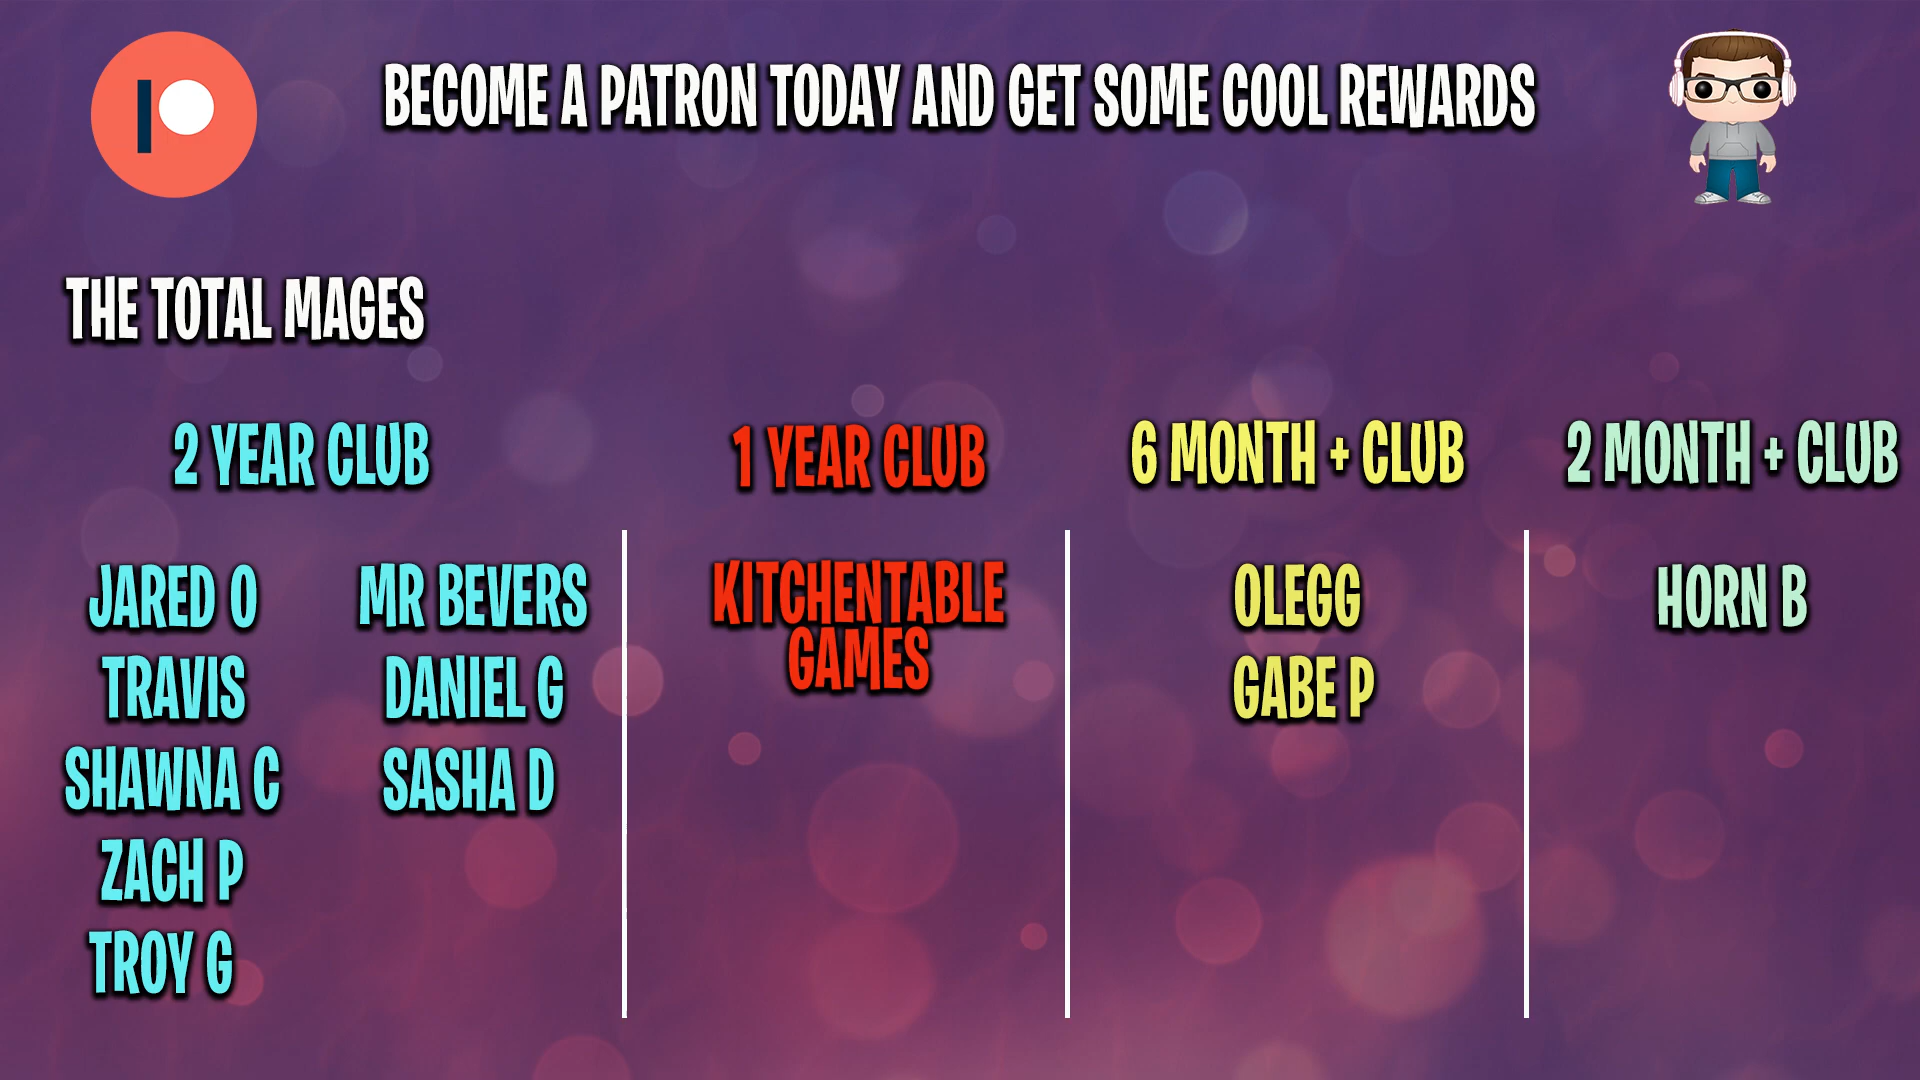 BECOME A PATRON TODAY AND GET SOME COOL REWARDS
THE TOTAL MAGES
2 YEAR CLUB
JARED O
TRAVIS
SHAWNA C
ZACH P
TROY G
MR BEVERS
DANIEL G
SASHA D
1 YEAR CLUB
KITCHENTABLE
GAMES
6 MONTH + CLUB
OLEGG
GABE P
2 MONTH + CLUB
HORN B